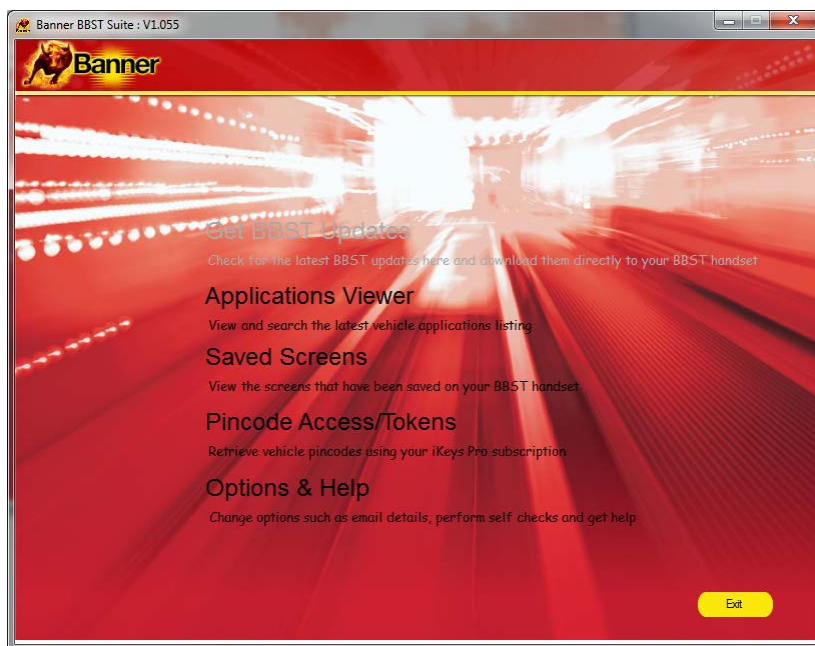 Banner BBST Suite : V1.055
Banner
Get BBST Updates
Check for the latest BBST updates here and download them directly to your BBST handset
Applications Viewer
View and search the latest vehicle applications listing
Saved Screens
View the screens that have been saved on your BBST handset
Pincode Access/Tokens
Retrieve vehicle pincodes using your iKeys Pro subscription
Options & Help
Change options such as email details, perform self checks and get help
Exit